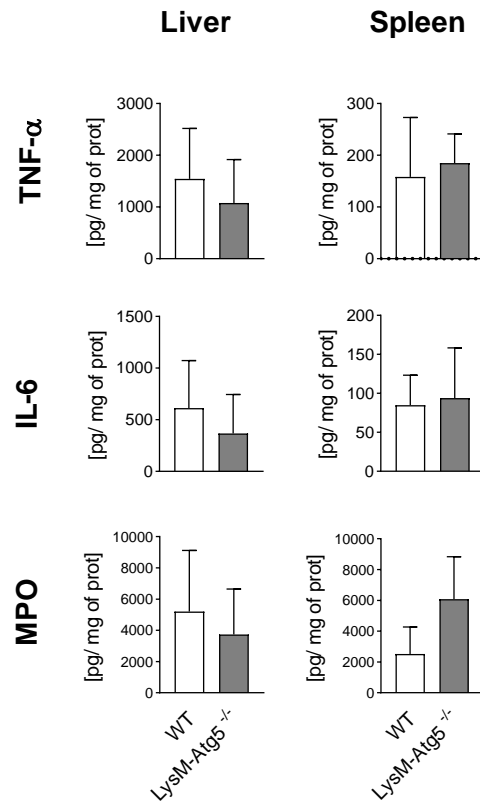 Liver
Spleen
TNF-α
[pg/ mg of prot]
3000
2000
1000
0
[pg/ mg of prot]
300
200
100
0
IL-6
[pg/ mg of prot]
1500
1000
500
0
[pg/ mg of prot]
200
150
100
50
0
MPO
[pg/ mg of prot]
10000
8000
6000
4000
2000
0
WT
LysM-Atg5 -/-
[pg/ mg of prot]
10000
8000
6000
4000
2000
0
WT
LysM-Atg5 -/-